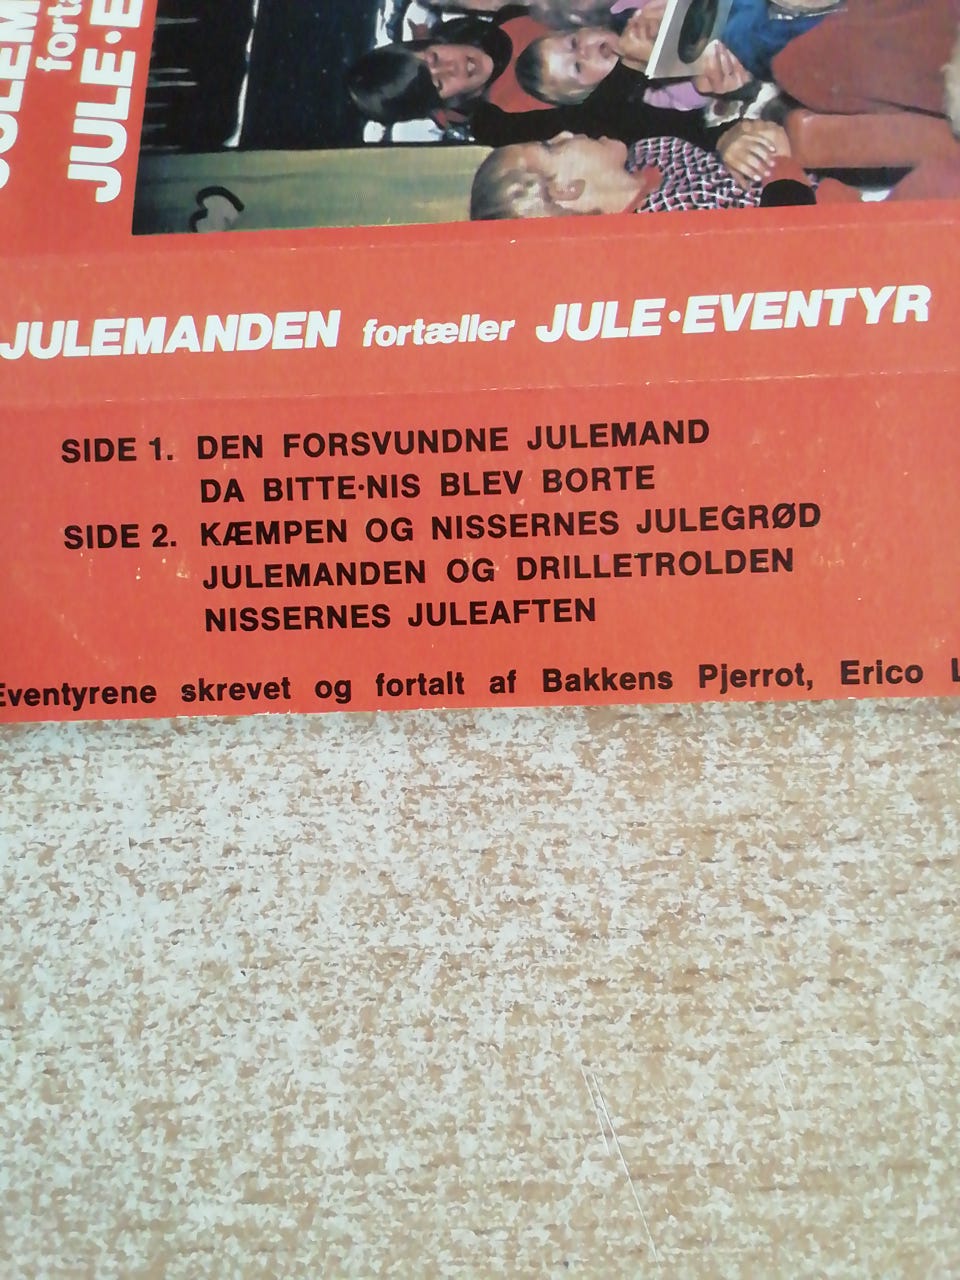 fortæ
JULE·E
JULEMANDEN fortæller JULE·EVENTYR
SIDE 1. DEN FORSVUNDNE JULEMAND
DA BITTE·NIS BLEV BORTE
SIDE 2. KÆMPEN OG NISSERNES JULEGRØD
JULEMANDEN OG DRILLETROLDEN
NISSERNES JULEAFTEN
Eventyrene skrevet og fortalt af Bakkens Pjerrot, Erico L